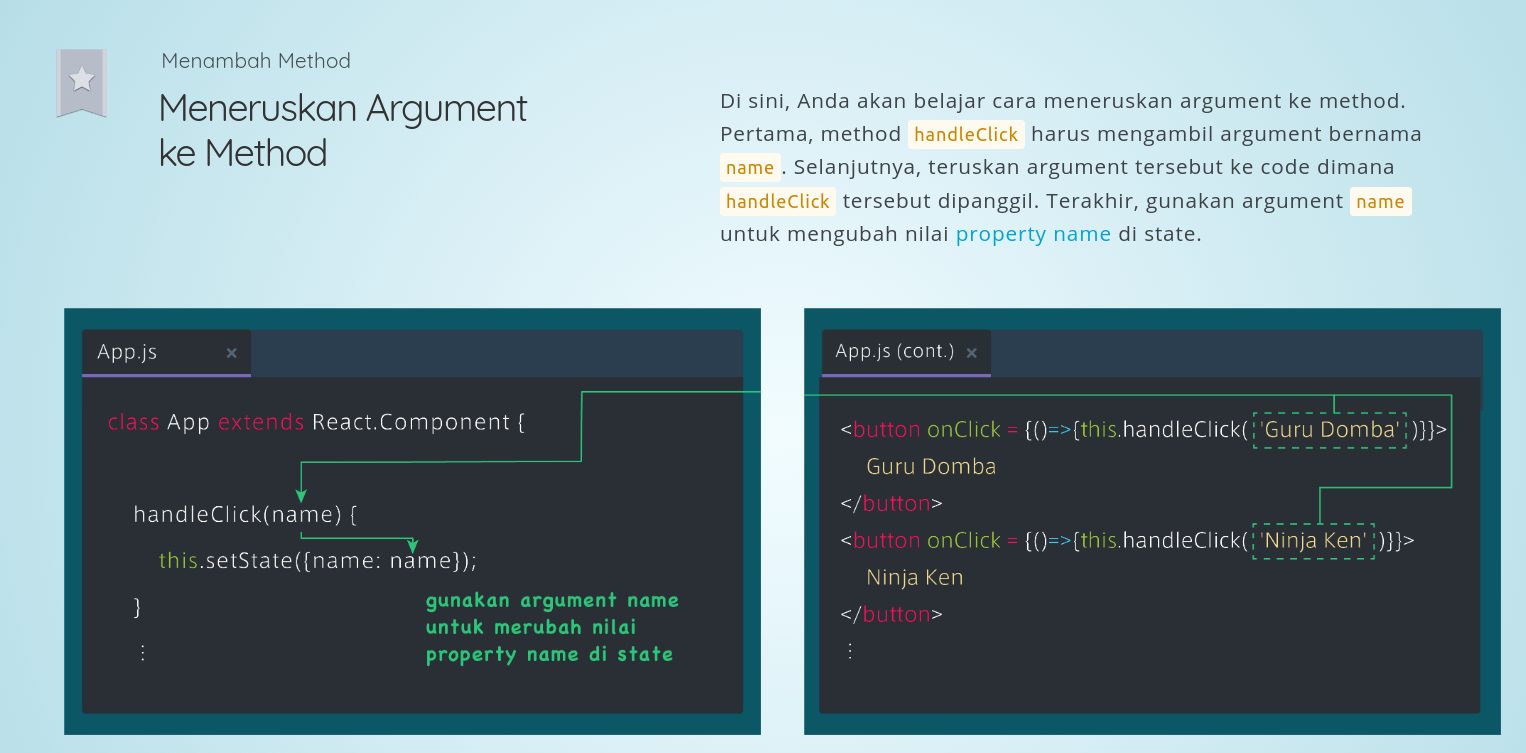 Menambah Method
Meneruskan Argument
ke Method
Di sini, Anda akan belajar cara meneruskan argument ke method.
Pertama, method handleClick harus mengambil argument bernama
name . Selanjutnya, teruskan argument tersebut ke code dimana
handleClick tersebut dipanggil. Terakhir, gunakan argument name
untuk mengubah nilai property name di state.
App.js ×
class App extends React.Component {
handleClick(name) {
this.setState({name: name});
}
gunakan argument name
untuk merubah nilai
property name di state
⋮
App.js (cont.) ×
<button onClick = {()=>{this.handleClick('Guru Domba')}}>
Guru Domba
</button>
<button onClick = {()=>{this.handleClick('Ninja Ken')}}>
Ninja Ken
</button>
⋮